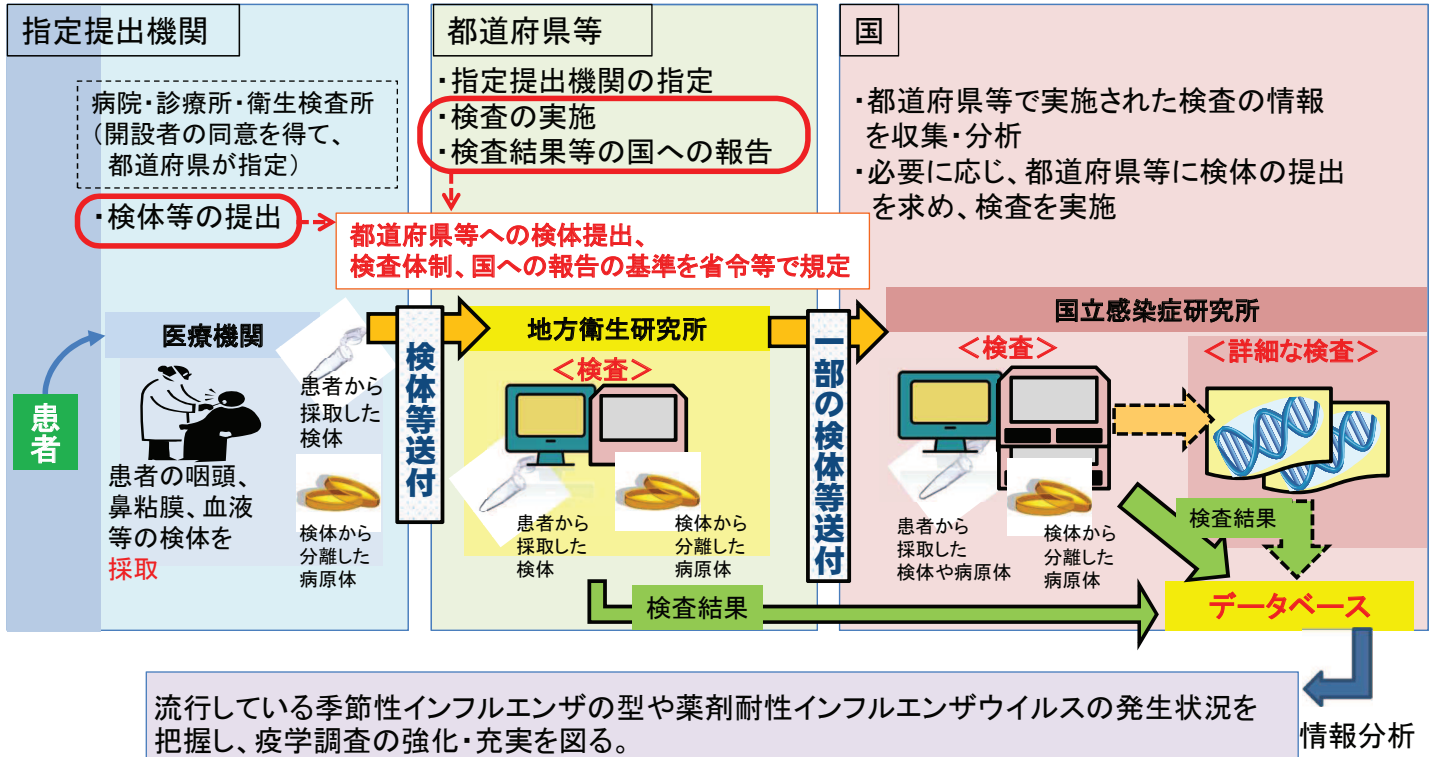 指定提出機関
病院・診療所・衛生検査所
（開設者の同意を得て、
都道府県が指定）
・検体等の提出
都道府県等
・指定提出機関の指定
・検査の実施
・検査結果等の国への報告
国
・都道府県等で実施された検査の情報
を収集・分析
・必要に応じ、都道府県等に検体の提出
を求め、検査を実施
都道府県等への検体提出、
検査体制、国への報告の基準を省令等で規定
患者
医療機関
患者から
採取した
検体
患者の咽頭、
鼻粘膜、血液
等の検体を
採取
検体から
分離した
病原体
検体等送付
地方衛生研究所
＜検査＞
患者から
採取した
検体
検体から
分離した
病原体
一部の検体等送付
国立感染症研究所
＜検査＞
＜詳細な検査＞
患者から
採取した
検体や病原体
検体から
分離した
病原体
検査結果
検査結果
データベース
流行している季節性インフルエンザの型や薬剤耐性インフルエンザウイルスの発生状況を
把握し、疫学調査の強化・充実を図る。
情報分析